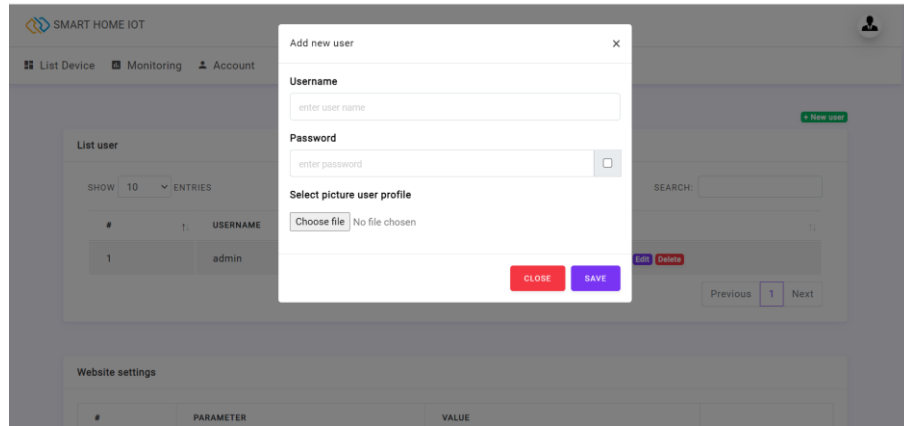 SMART HOME IOT
List Device Monitoring Account
Add new user ×
Username
enter user name
Password
enter password
Select picture user profile
Choose file No file chosen
CLOSE SAVE
+ New user
List user
SHOW 10 ENTRIES SEARCH:
# USERNAME
1 admin Edit Delete
Previous 1 Next
Website settings
# PARAMETER VALUE